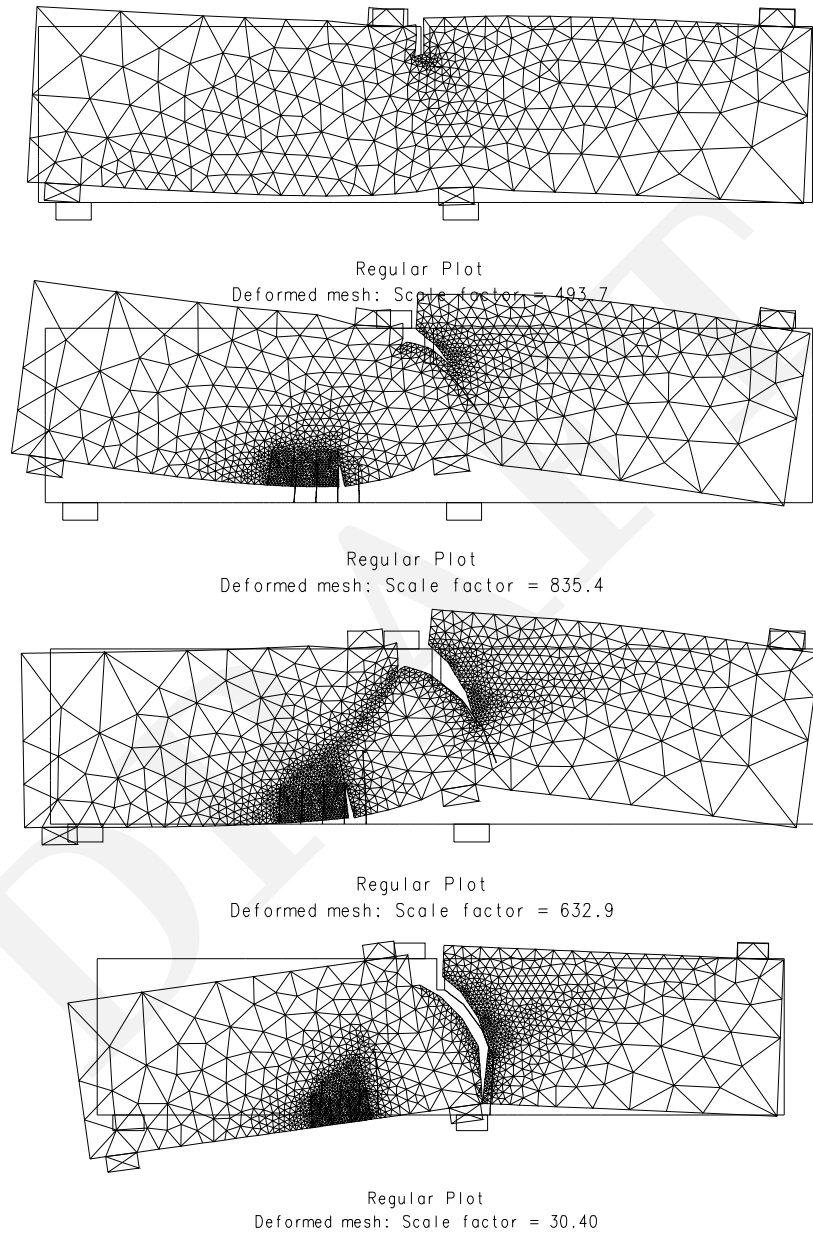 Regular Plot
Deformed mesh: Scale factor = 493.7
Regular Plot
Deformed mesh: Scale factor = 835.4
Regular Plot
Deformed mesh: Scale factor = 632.9
Regular Plot
Deformed mesh: Scale factor = 30.40
DRAFT